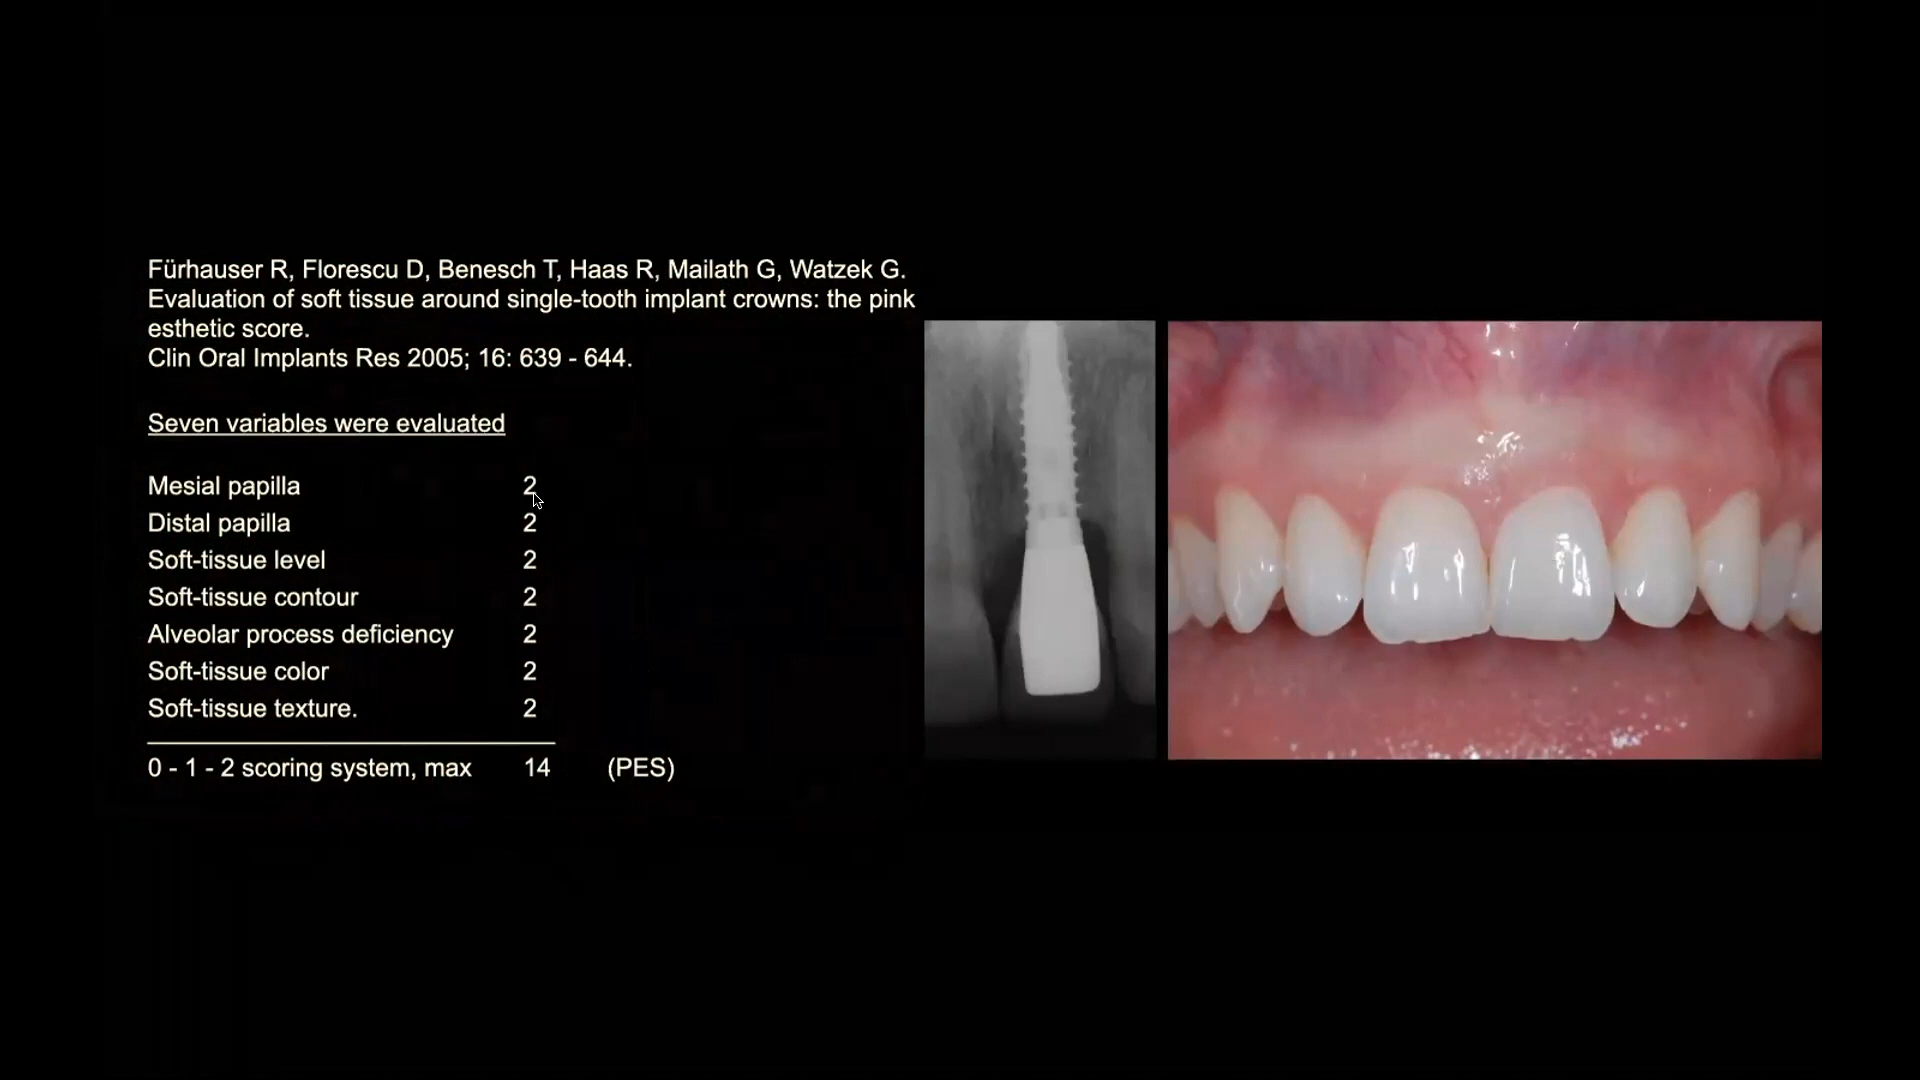 Fürhauser R, Florescu D, Benesch T, Haas R, Mailath G, Watzek G.
Evaluation of soft tissue around single-tooth implant crowns: the pink
esthetic score.
Clin Oral Implants Res 2005; 16: 639 - 644.
Seven variables were evaluated
Mesial papilla 2
Distal papilla 2
Soft-tissue level 2
Soft-tissue contour 2
Alveolar process deficiency 2
Soft-tissue color 2
Soft-tissue texture. 2
0 - 1 - 2 scoring system, max 14 (PES)